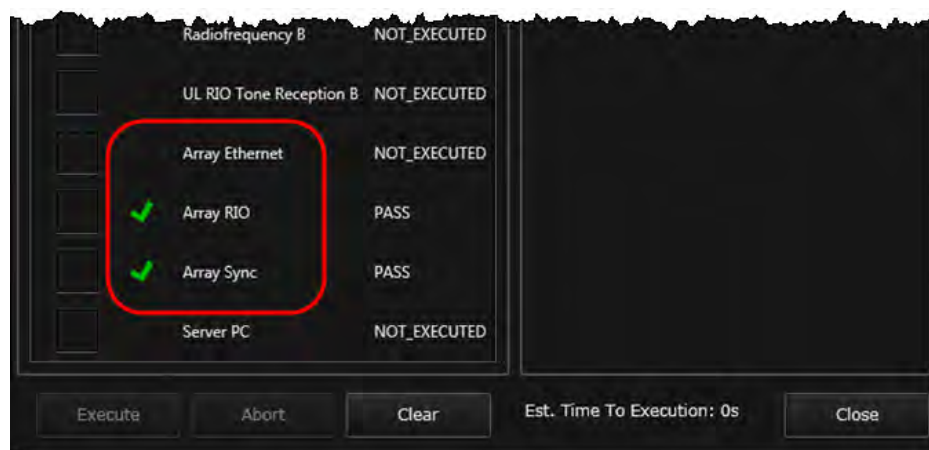 Radiofrequency B NOT_EXECUTED
UL RIO Tone Reception B NOT_EXECUTED
Array Ethernet NOT_EXECUTED
Array RIO PASS
Array Sync PASS
Server PC NOT_EXECUTED
Execute Abort Clear Est. Time To Execution: 0s Close